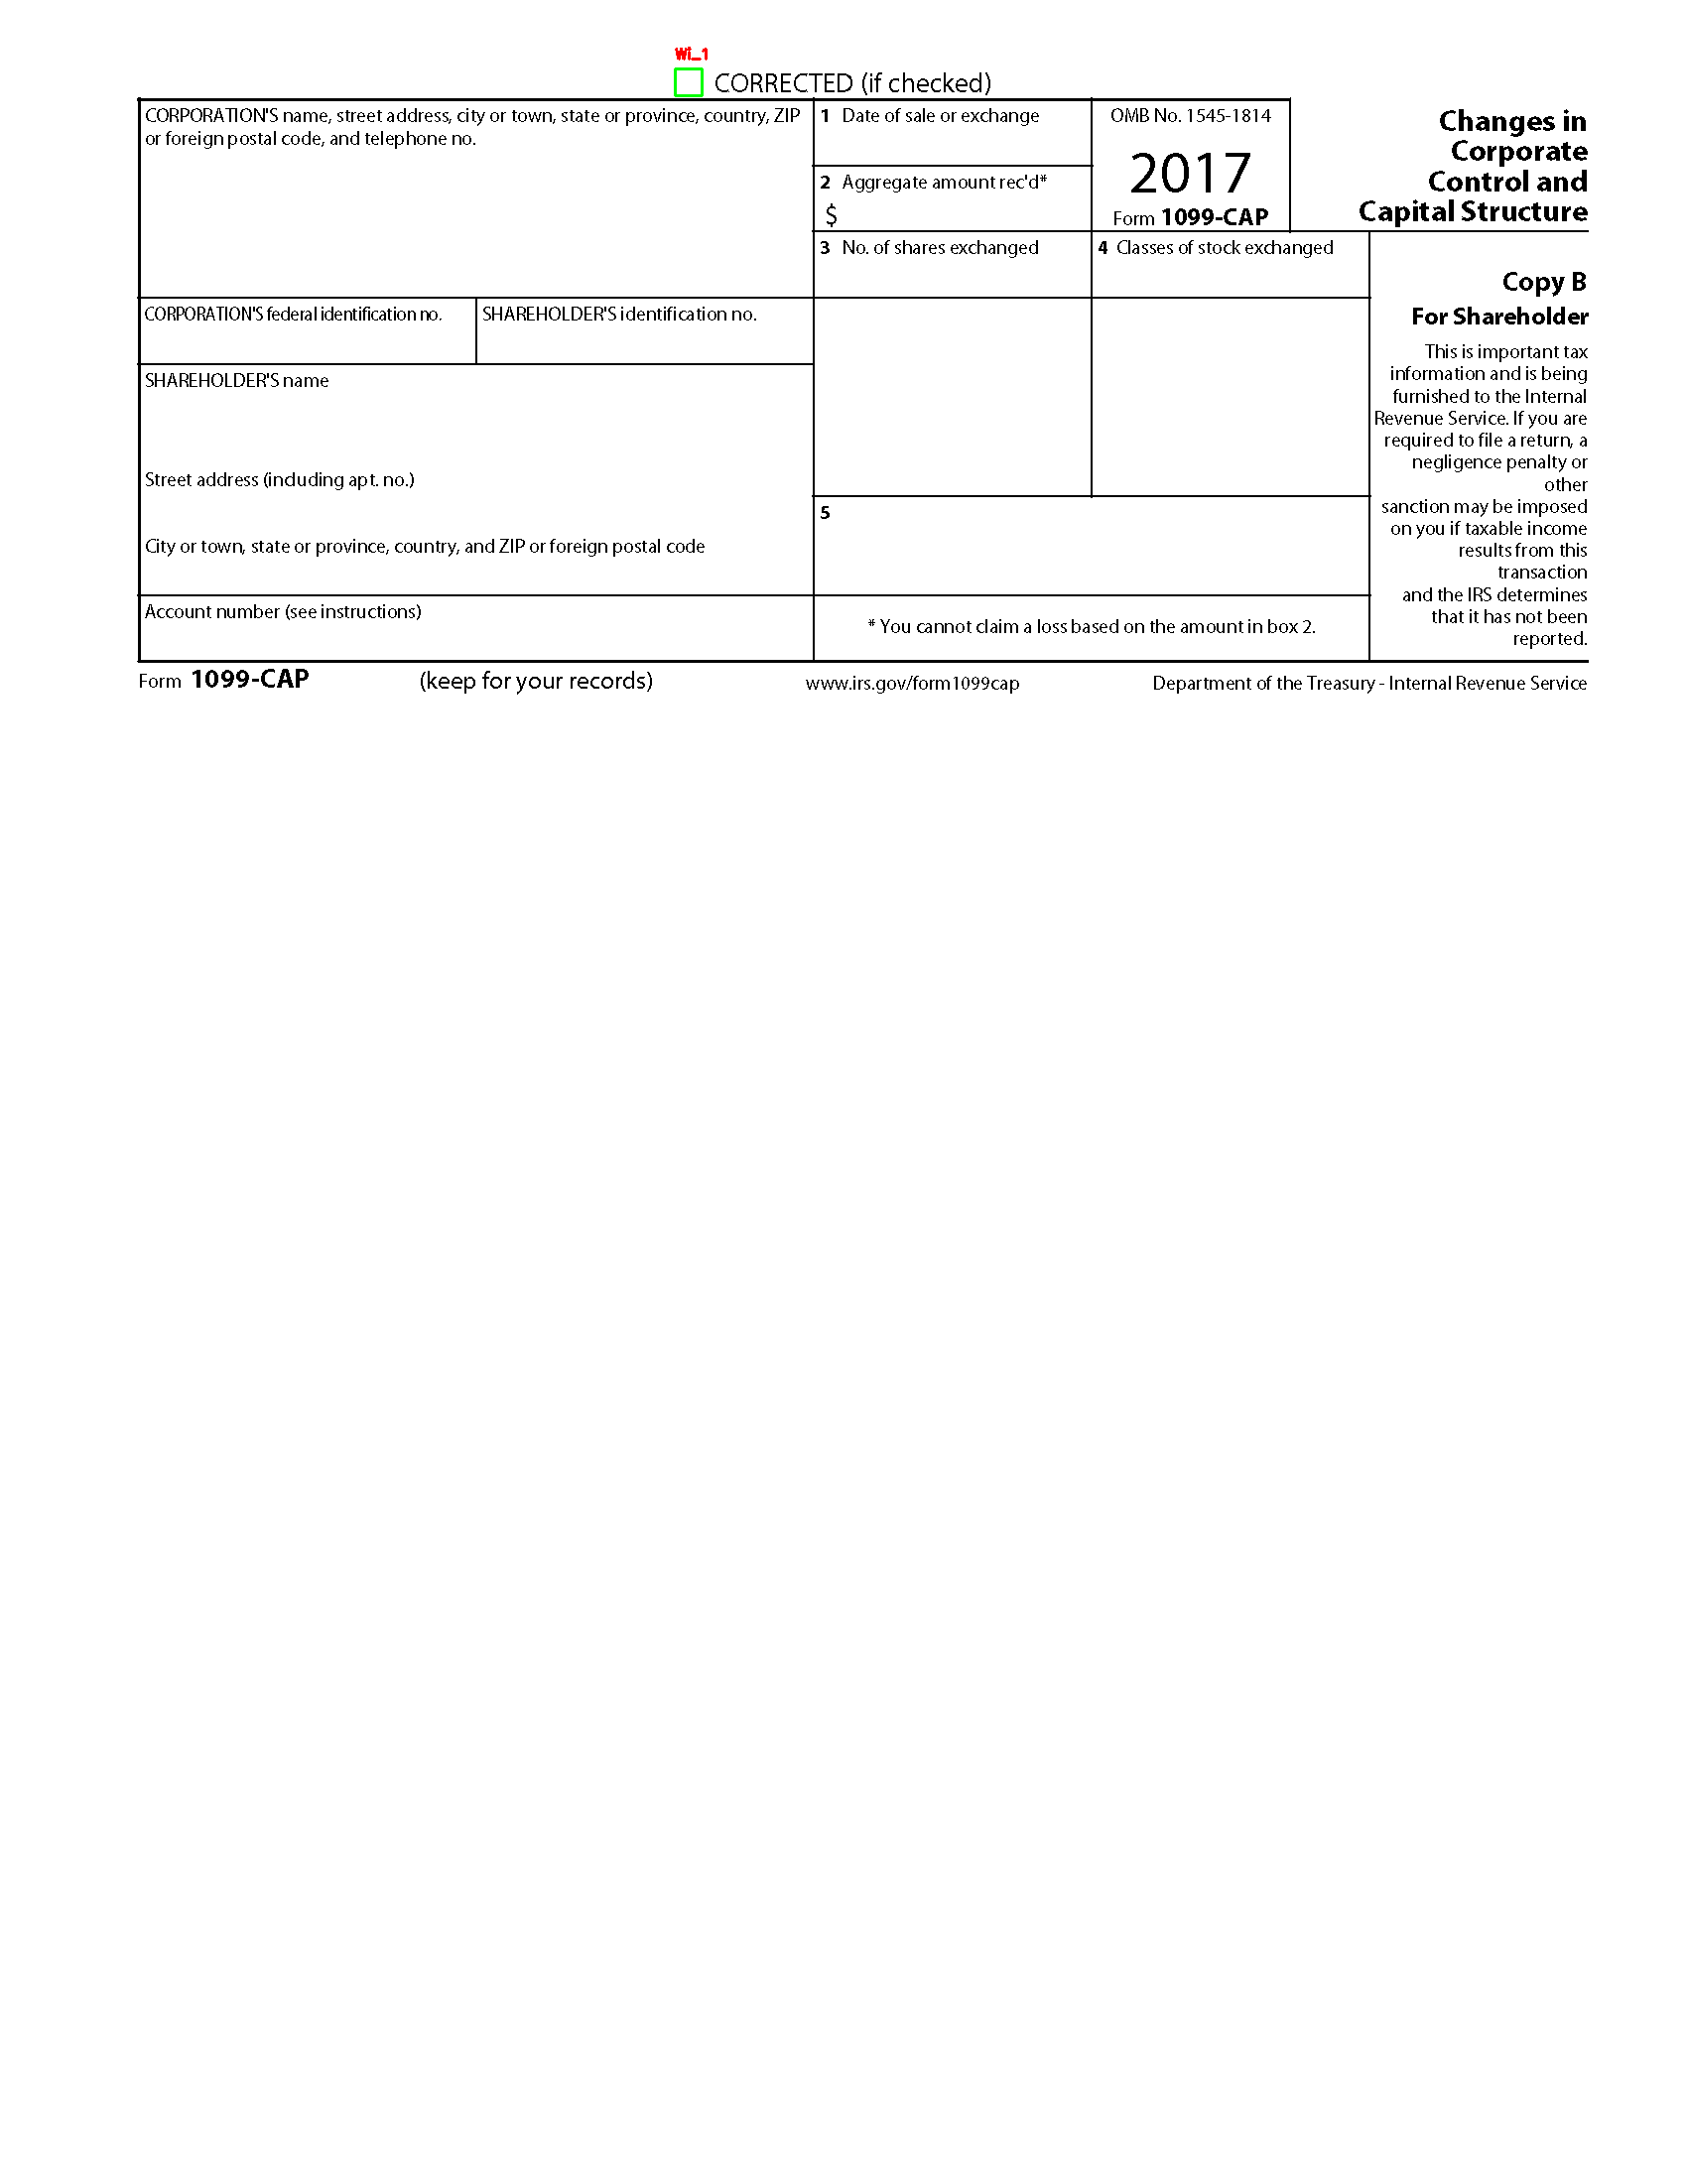 Wi_1
CORRECTED (if checked)
CORPORATION'S name, street address, city or town, state or province, country, ZIP
or foreign postal code, and telephone no.
1 Date of sale or exchange
OMB No. 1545-1814
2017
Form 1099-CAP
Changes in
Corporate
Control and
Capital Structure
2 Aggregate amount rec'd*
$
3 No. of shares exchanged
4 Classes of stock exchanged
Copy B
For Shareholder
This is important tax
information and is being
furnished to the Internal
Revenue Service. If you are
required to file a return, a
negligence penalty or
other
sanction may be imposed
on you if taxable income
results from this
transaction
and the IRS determines
that it has not been
reported.
CORPORATION'S federal identification no.
SHAREHOLDER'S identification no.
SHAREHOLDER'S name
Street address (including apt. no.)
City or town, state or province, country, and ZIP or foreign postal code
5
Account number (see instructions)
* You cannot claim a loss based on the amount in box 2.
Form 1099-CAP
(keep for your records)
www.irs.gov/form1099cap
Department of the Treasury - Internal Revenue Service